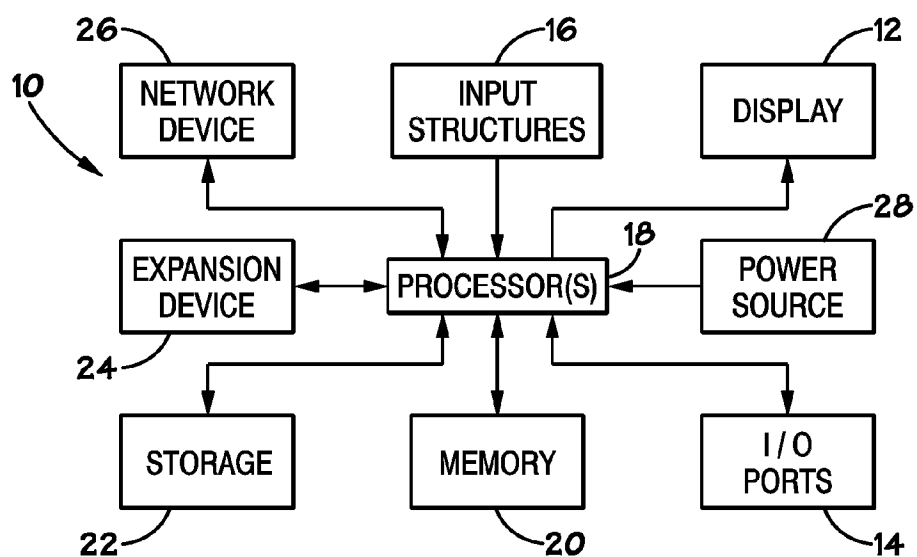 26
16
12
10
NETWORK
DEVICE
INPUT
STRUCTURES
DISPLAY
28
18
EXPANSION
DEVICE
PROCESSOR(S)
POWER
SOURCE
24
STORAGE
MEMORY
I / O
PORTS
22
20
14